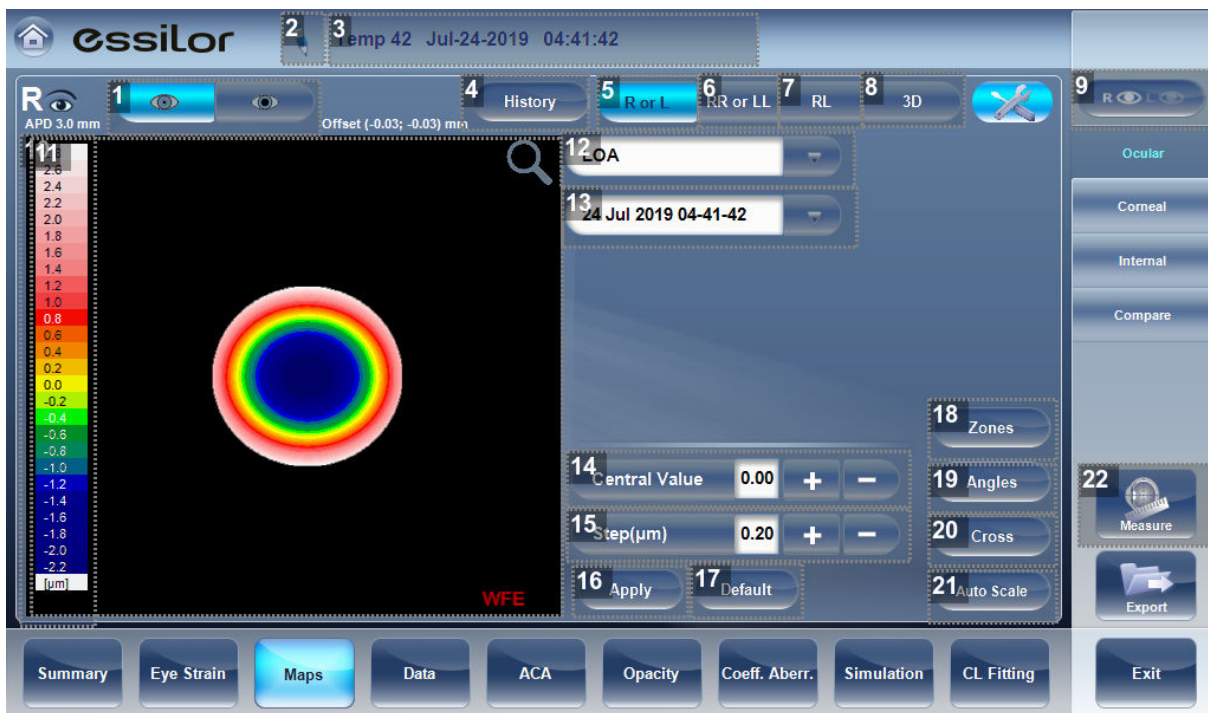 essilor
2
3
Temp 42 Jul-24-2019 04:41:42
R
APD 3.0 mm
1
Offset (-0.03; -0.03) mm
4
History
5
R or L
6
RR or LL
7
RL
8
3D
9
R L
11
2.6
2.4
2.2
2.0
1.8
1.6
1.4
1.2
1.0
0.8
0.6
0.4
0.2
0.0
-0.2
-0.4
-0.6
-0.8
-1.0
-1.2
-1.4
-1.6
-1.8
-2.0
-2.2
[µm]
WFE
12
LOA
13
24 Jul 2019 04-41-42
14
Central Value 0.00 + −
15
Step(µm) 0.20 + −
16
Apply
17
Default
18
Zones
19
Angles
20
Cross
21
Auto Scale
Ocular
Corneal
Internal
Compare
22
Measure
Export
Summary
Eye Strain
Maps
Data
ACA
Opacity
Coeff. Aberr.
Simulation
CL Fitting
Exit